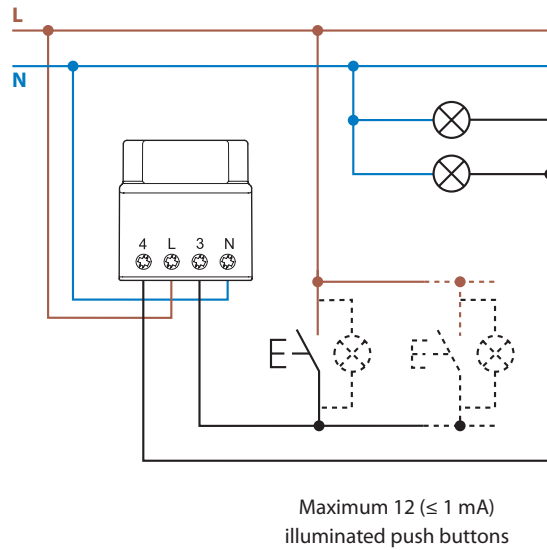 L
N
4 L 3 N
Maximum 12 (≤ 1 mA)
illuminated push buttons